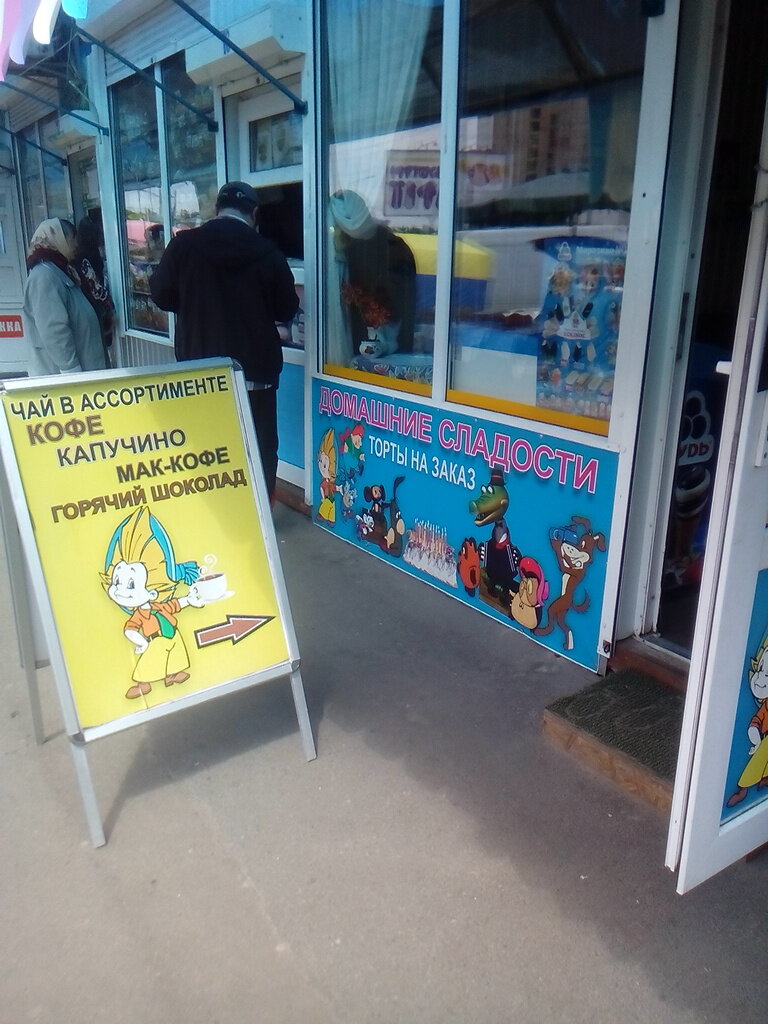 ЧАЙ В АССОРТИМЕНТЕ
КОФЕ
КАПУЧИНО
МАК-КОФЕ
ГОРЯЧИЙ ШОКОЛАД
ДОМАШНИЕ СЛАДОСТИ
ТОРТЫ НА ЗАКАЗ